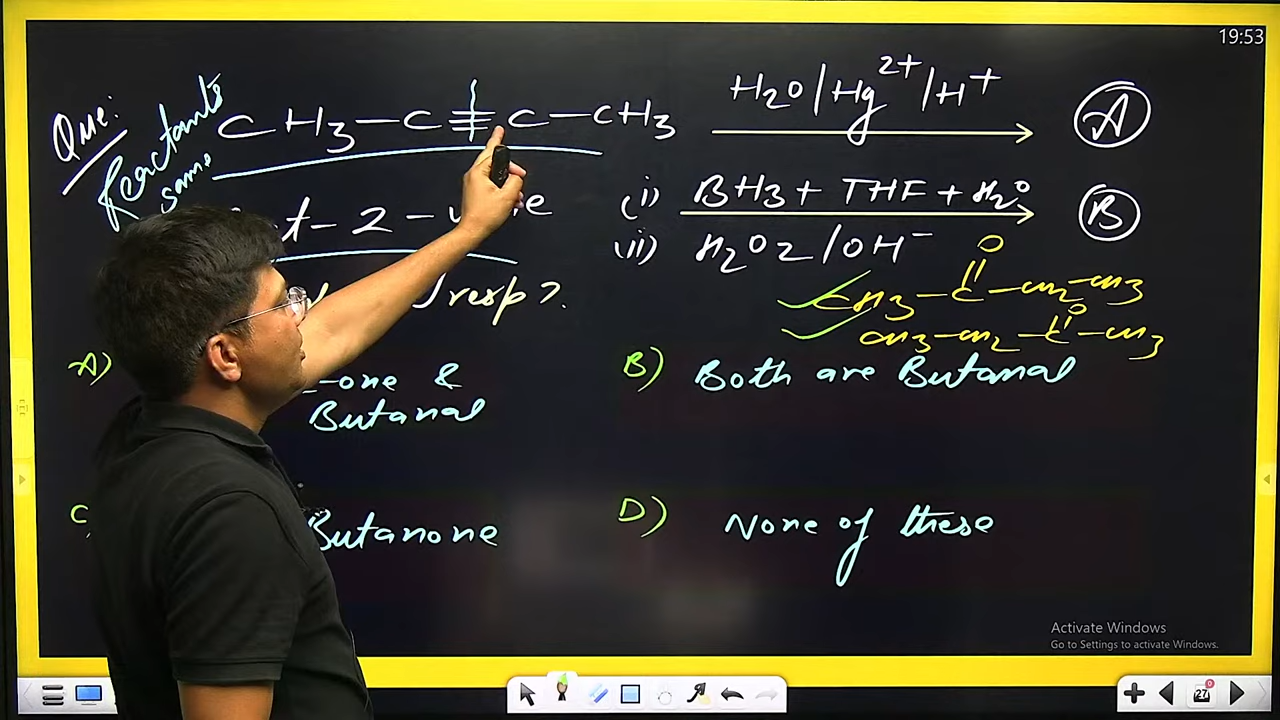 19:53
Que:
Reactants same
CH3-C≡C-CH3
H2O/Hg2+/H+
A
-2-
(i) BH3+THF+H2O
B
(ii) H2O2/OH-
resp?
O
CH3-C-CH2-CH3
O
CH3-CH2-C-CH3
A)
-one &
Butanal
B) Both are Butanal
C
Butanone
D) None of these
Activate Windows
Go to Settings to activate Windows.
27